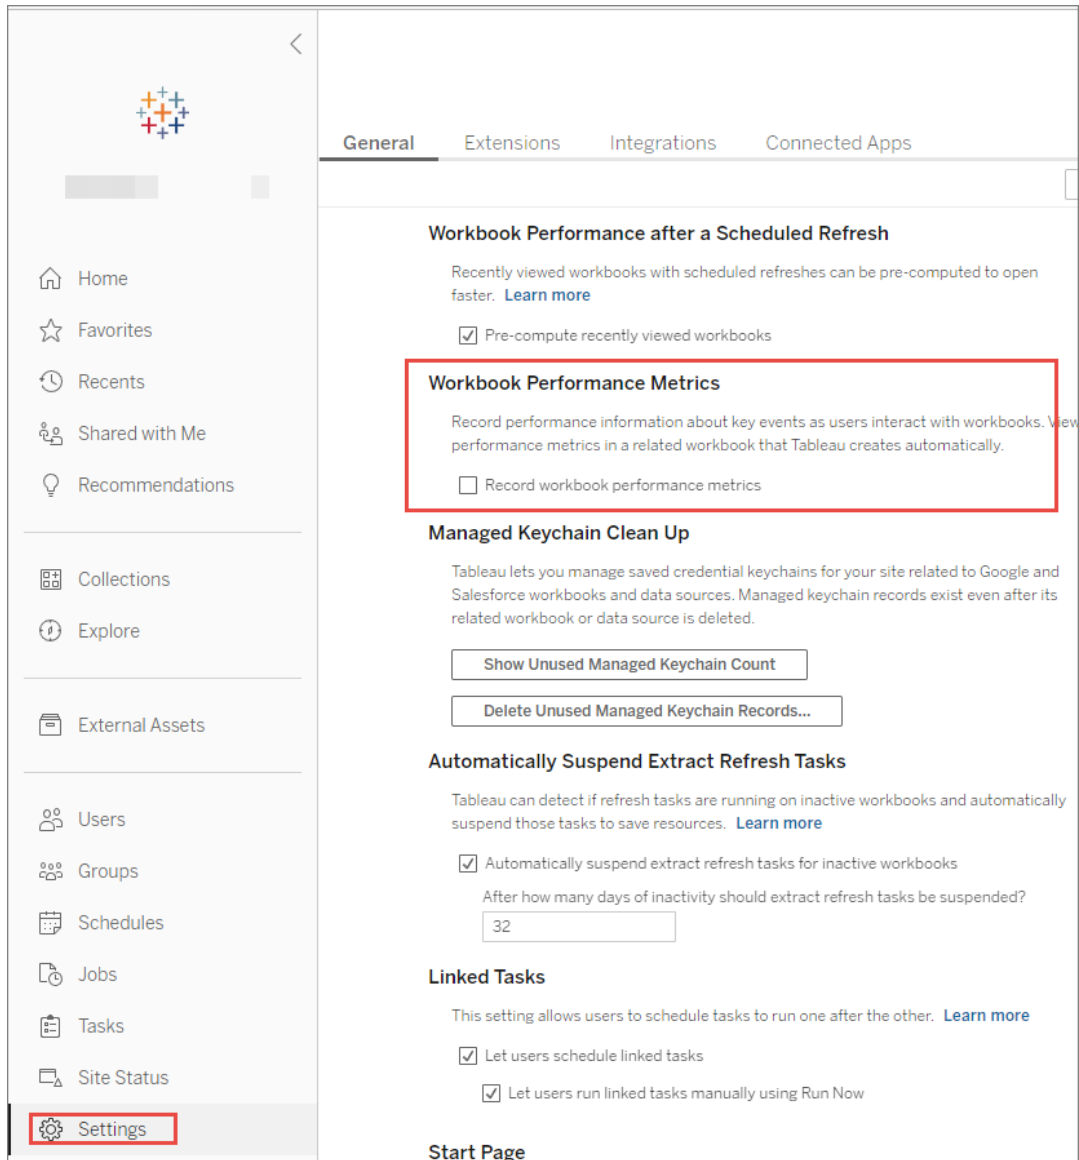 General Extensions Integrations Connected Apps
Home
Favorites
Recents
Shared with Me
Recommendations
Collections
Explore
External Assets
Users
Groups
Schedules
Jobs
Tasks
Site Status
Settings
Workbook Performance after a Scheduled Refresh
Recently viewed workbooks with scheduled refreshes can be pre-computed to open
faster. Learn more
Pre-compute recently viewed workbooks
Workbook Performance Metrics
Record performance information about key events as users interact with workbooks. View
performance metrics in a related workbook that Tableau creates automatically.
Record workbook performance metrics
Managed Keychain Clean Up
Tableau lets you manage saved credential keychains for your site related to Google and
Salesforce workbooks and data sources. Managed keychain records exist even after its
related workbook or data source is deleted.
Show Unused Managed Keychain Count
Delete Unused Managed Keychain Records...
Automatically Suspend Extract Refresh Tasks
Tableau can detect if refresh tasks are running on inactive workbooks and automatically
suspend those tasks to save resources. Learn more
Automatically suspend extract refresh tasks for inactive workbooks
After how many days of inactivity should extract refresh tasks be suspended?
32
Linked Tasks
This setting allows users to schedule tasks to run one after the other. Learn more
Let users schedule linked tasks
Let users run linked tasks manually using Run Now
Start Page